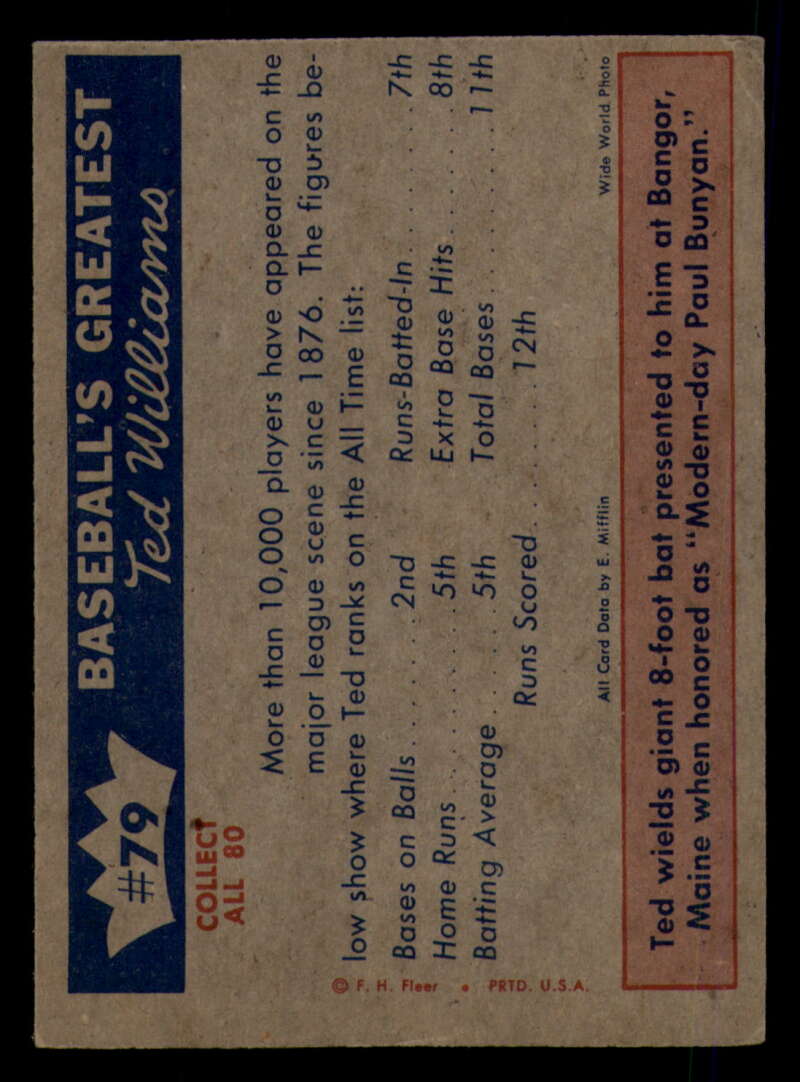 #79
BASEBALL'S GREATEST
Ted Williams
COLLECT
ALL 80
More than 10,000 players have appeared on the
major league scene since 1876. The figures be-
low show where Ted ranks on the All Time list:
Bases on Balls.......2nd Runs-Batted-In.......7th
Home Runs..........5th Extra Base Hits.......8th
Batting Average......5th Total Bases..........11th
Runs Scored.........12th
All Card Data by E. Mifflin Wide World Photo
© F. H. Fleer • PRTD. U.S.A.
Ted wields giant 8-foot bat presented to him at Bangor,
Maine when honored as "Modern-day Paul Bunyan."